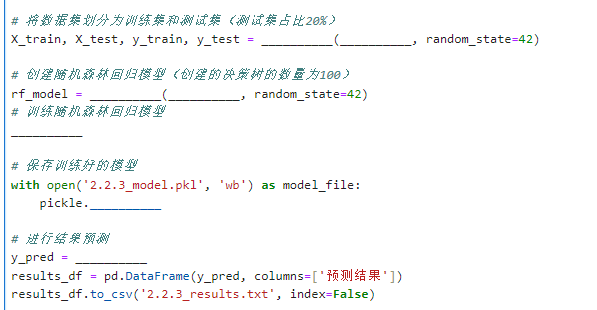 # 将数据集划分为训练集和测试集（测试集占比20%）
X_train, X_test, y_train, y_test = __________(__________, random_state=42)
# 创建随机森林回归模型（创建的决策树的数量为100）
rf_model = __________(__________, random_state=42)
# 训练随机森林回归模型
__________
# 保存训练好的模型
with open('2.2.3_model.pkl', 'wb') as model_file:
    pickle.__________
# 进行结果预测
y_pred = __________
results_df = pd.DataFrame(y_pred, columns=['预测结果'])
results_df.to_csv('2.2.3_results.txt', index=False)